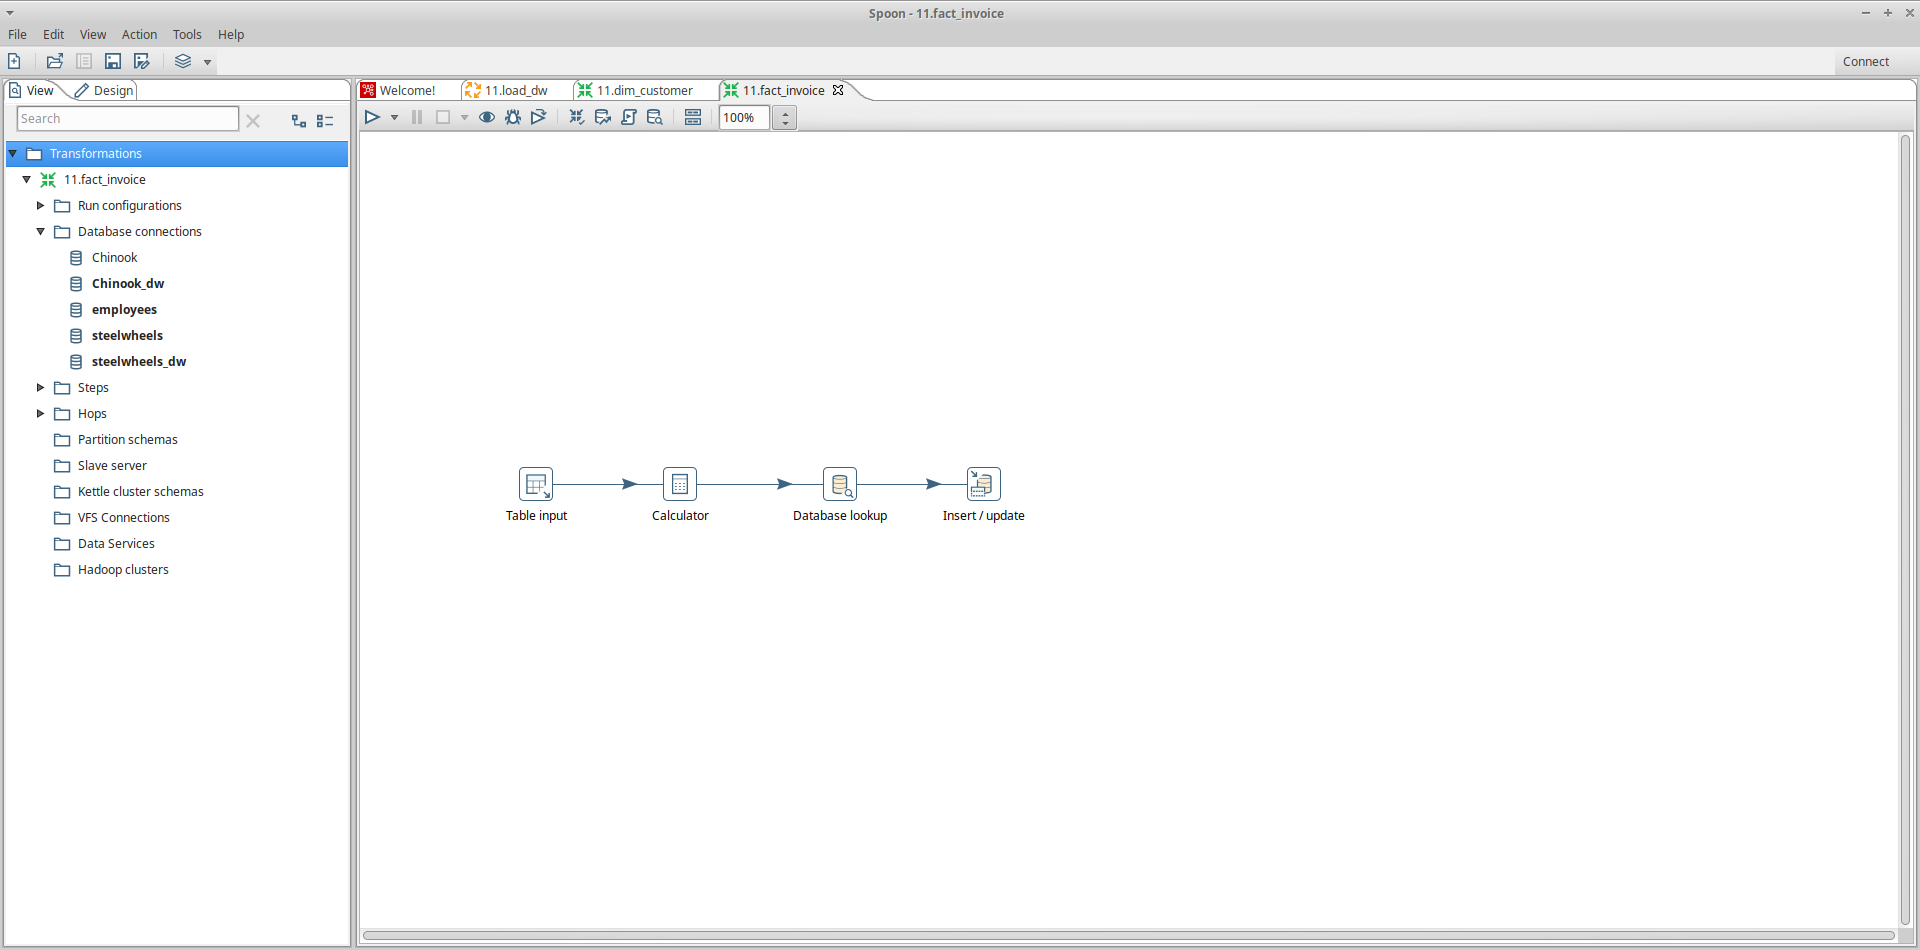 Spoon - 11.fact_invoice
File Edit View Action Tools Help
Connect
View Design
Welcome! 11.load_dw 11.dim_customer 11.fact_invoice
Search
100%
Transformations
11.fact_invoice
Run configurations
Database connections
Chinook
Chinook_dw
employees
steelwheels
steelwheels_dw
Steps
Hops
Partition schemas
Slave server
Kettle cluster schemas
VFS Connections
Data Services
Hadoop clusters
Table input Calculator Database lookup Insert / update